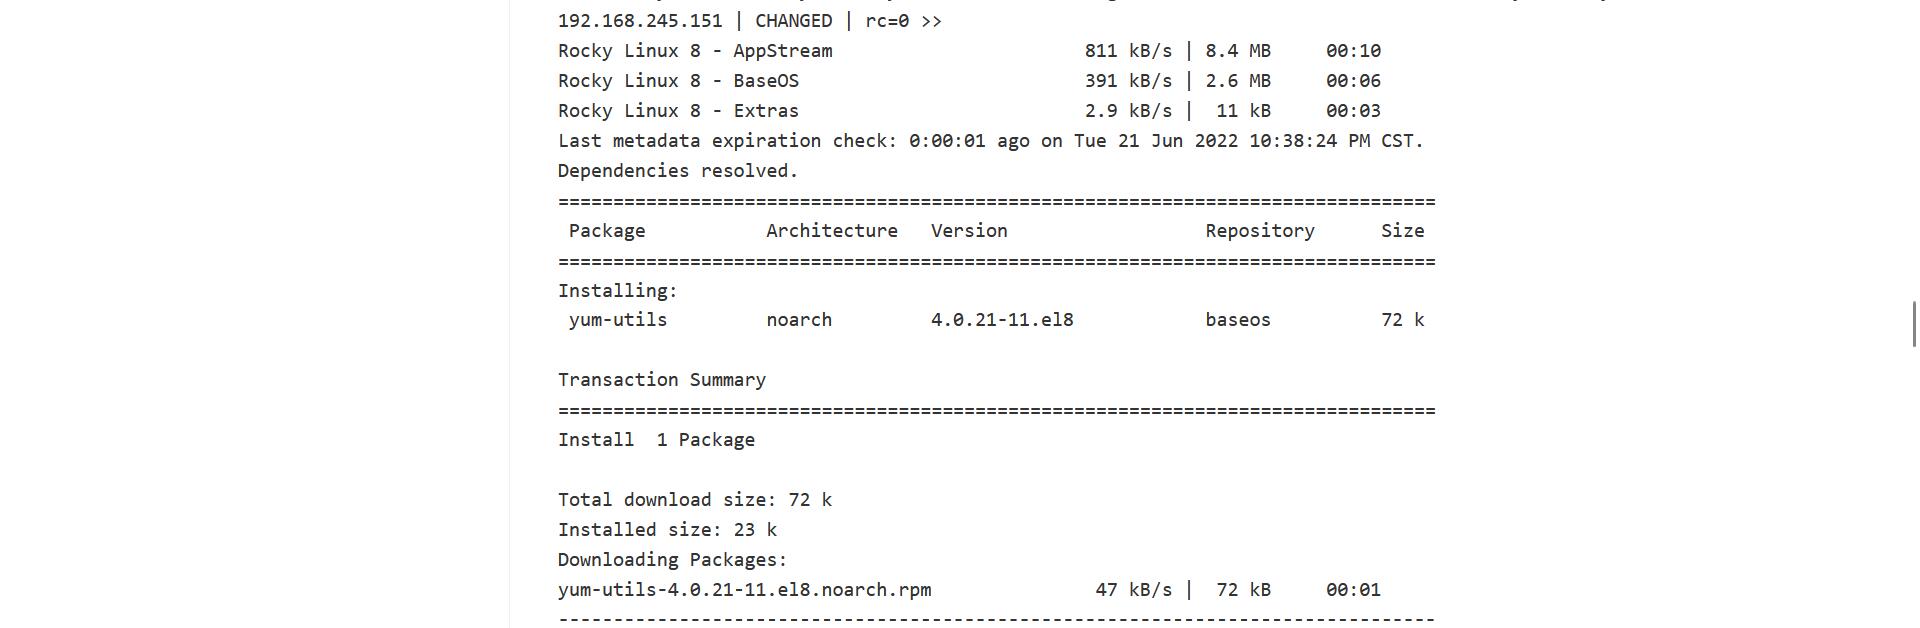 192.168.245.151 | CHANGED | rc=0 >>
Rocky Linux 8 - AppStream                       811 kB/s | 8.4 MB     00:10
Rocky Linux 8 - BaseOS                          391 kB/s | 2.6 MB     00:06
Rocky Linux 8 - Extras                          2.9 kB/s |  11 kB     00:03
Last metadata expiration check: 0:00:01 ago on Tue 21 Jun 2022 10:38:24 PM CST.
Dependencies resolved.
================================================================================
 Package           Architecture   Version                  Repository      Size
================================================================================
Installing:
 yum-utils         noarch         4.0.21-11.el8            baseos          72 k

Transaction Summary
================================================================================
Install  1 Package

Total download size: 72 k
Installed size: 23 k
Downloading Packages:
yum-utils-4.0.21-11.el8.noarch.rpm               47 kB/s |  72 kB     00:01
--------------------------------------------------------------------------------